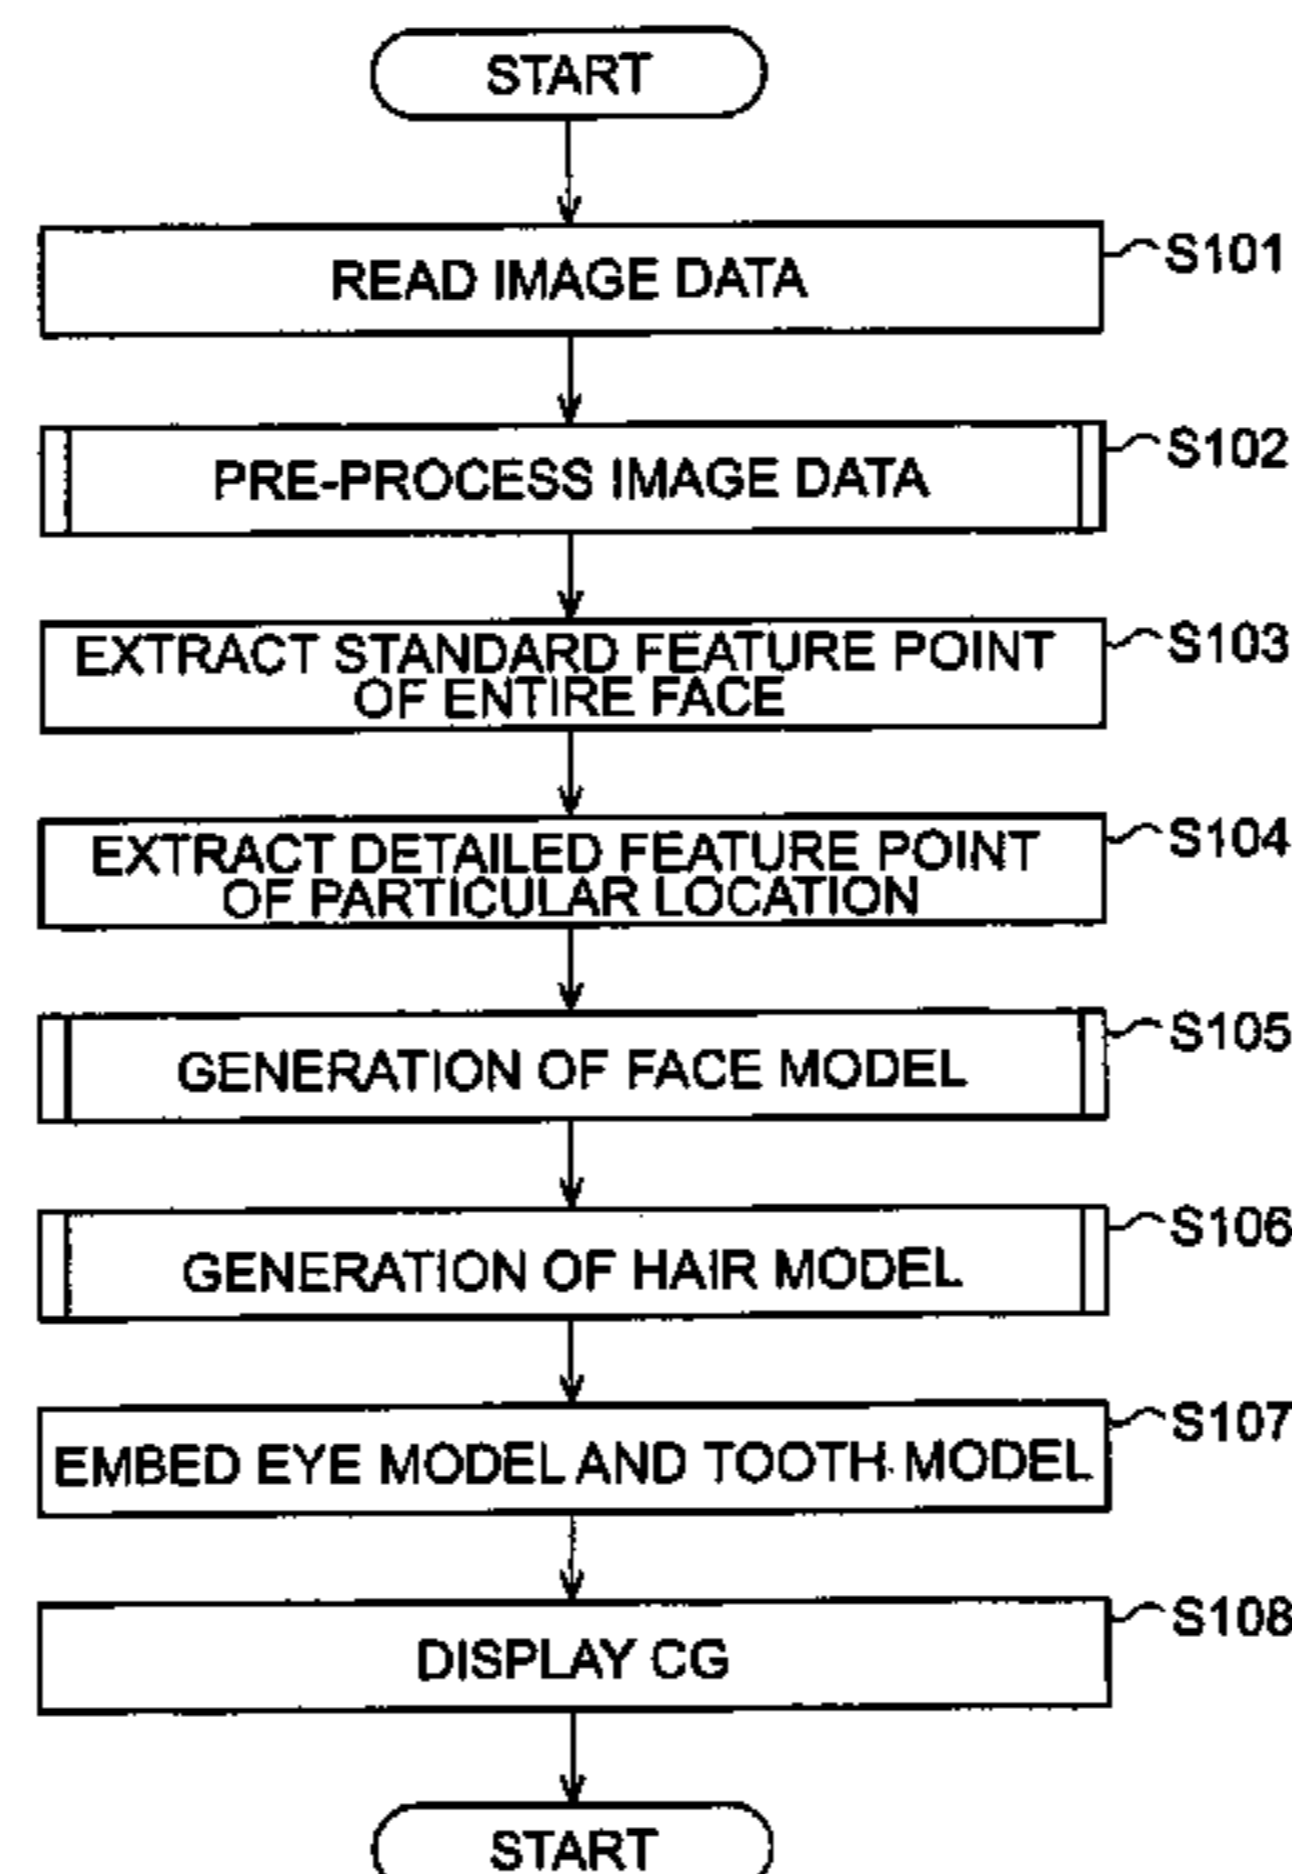 START
READ IMAGE DATA
S101
PRE-PROCESS IMAGE DATA
S102
EXTRACT STANDARD FEATURE POINT
OF ENTIRE FACE
S103
EXTRACT DETAILED FEATURE POINT
OF PARTICULAR LOCATION
S104
GENERATION OF FACE MODEL
S105
GENERATION OF HAIR MODEL
S106
EMBED EYE MODEL AND TOOTH MODEL
S107
DISPLAY CG
S108
START